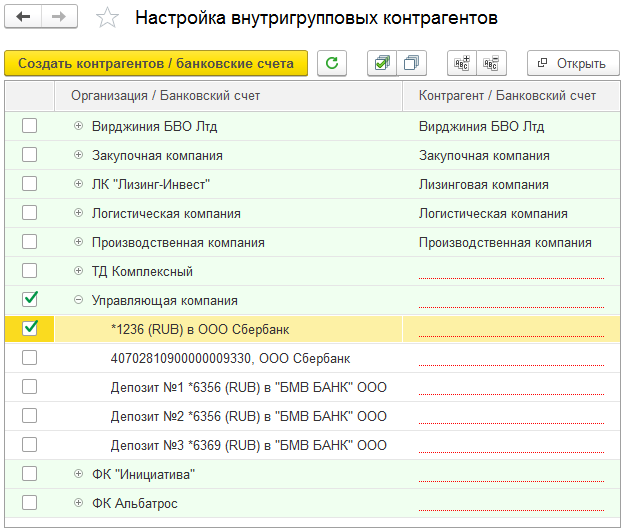 Настройка внутригрупповых контрагентов
Создать контрагентов / банковские счета Открыть
Организация / Банковский счет Контрагент / Банковский счет
Вирджиния БВО Лтд Вирджиния БВО Лтд
Закупочная компания Закупочная компания
ЛК "Лизинг-Инвест" Лизинговая компания
Логистическая компания Логистическая компания
Производственная компания Производственная компания
ТД Комплексный
Управляющая компания
*1236 (RUB) в ООО Сбербанк
40702810900000009330, ООО Сбербанк
Депозит №1 *6356 (RUB) в "БМВ БАНК" ООО
Депозит №2 *6356 (RUB) в "БМВ БАНК" ООО
Депозит №3 *6369 (RUB) в "БМВ БАНК" ООО
ФК "Инициатива"
ФК Альбатрос